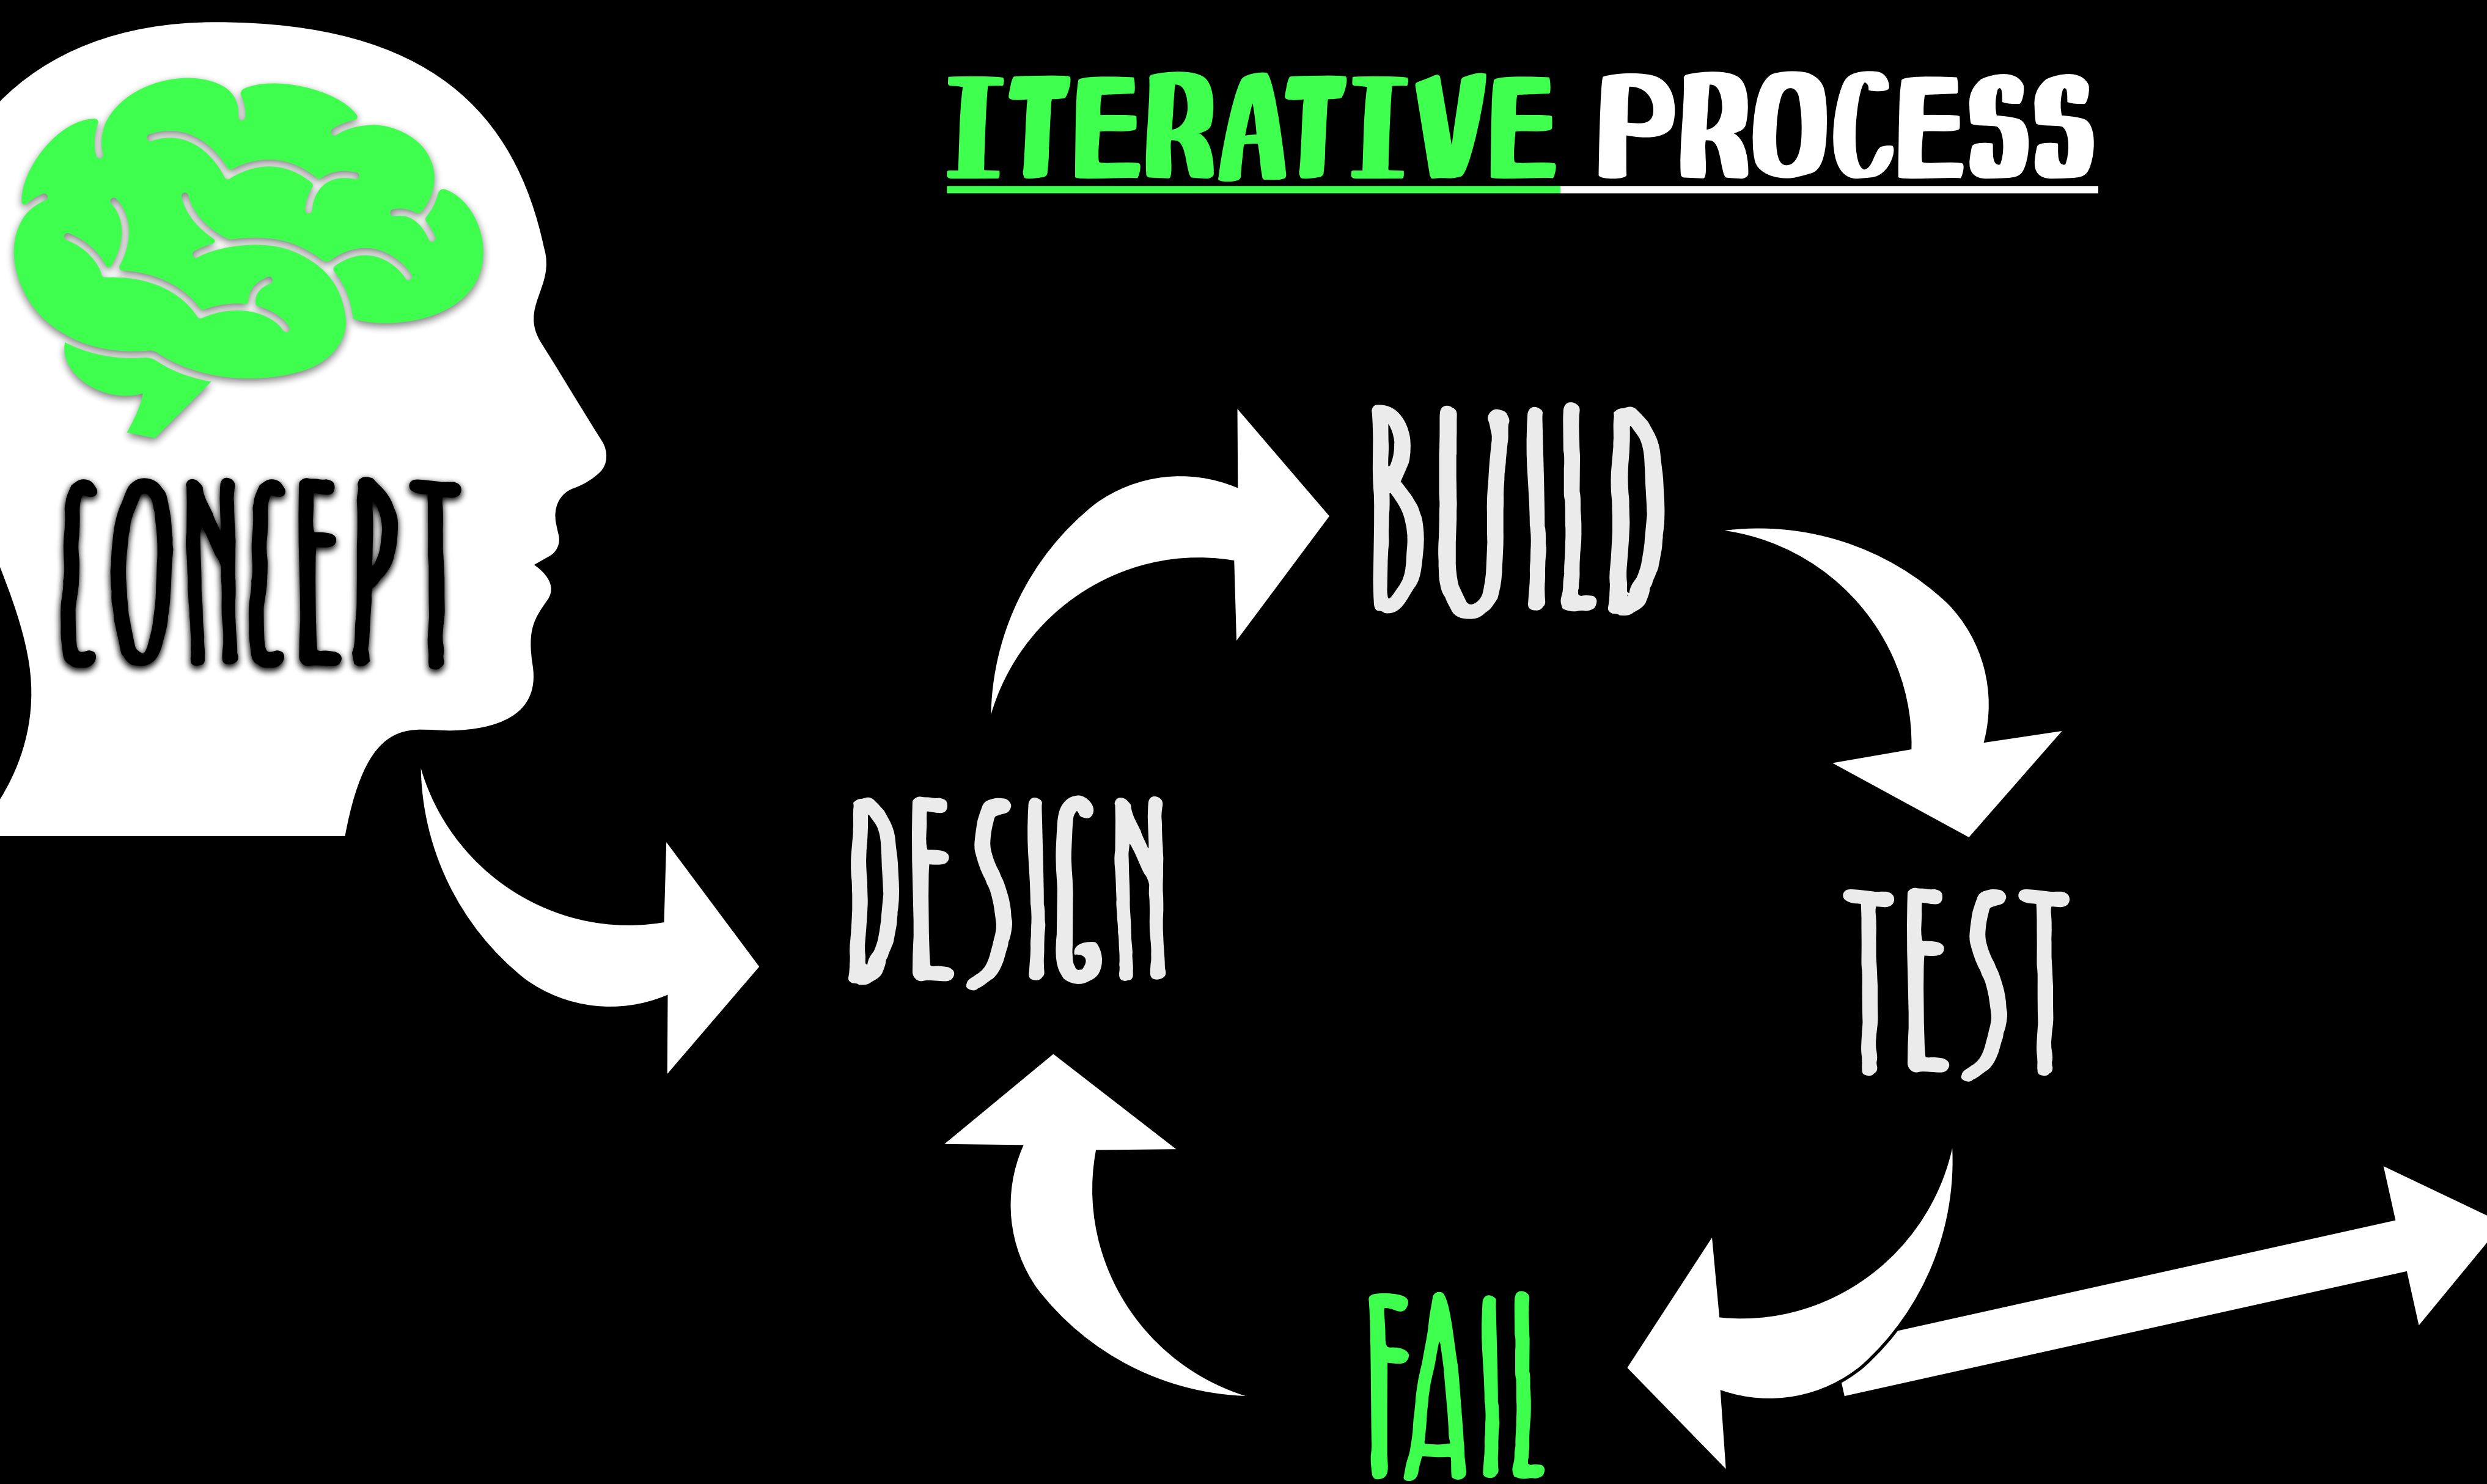 ITERATIVE PROCESS
CONCEPT
DESIGN
BUILD
TEST
FAIL